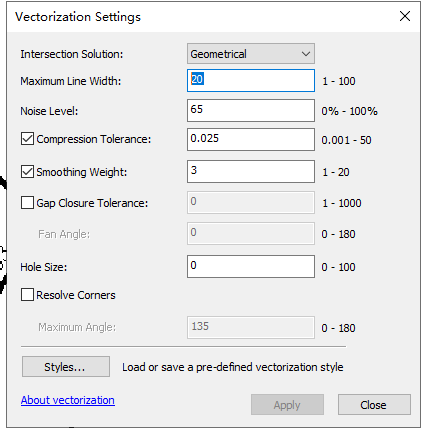 Vectorization Settings
Intersection Solution: Geometrical
Maximum Line Width: 20 1 - 100
Noise Level: 65 0% - 100%
Compression Tolerance: 0.025 0.001 - 50
Smoothing Weight: 3 1 - 20
Gap Closure Tolerance: 0 1 - 1000
Fan Angle: 0 0 - 180
Hole Size: 0 0 - 100
Resolve Corners
Maximum Angle: 135 0 - 180
Styles... Load or save a pre-defined vectorization style
About vectorization Apply Close